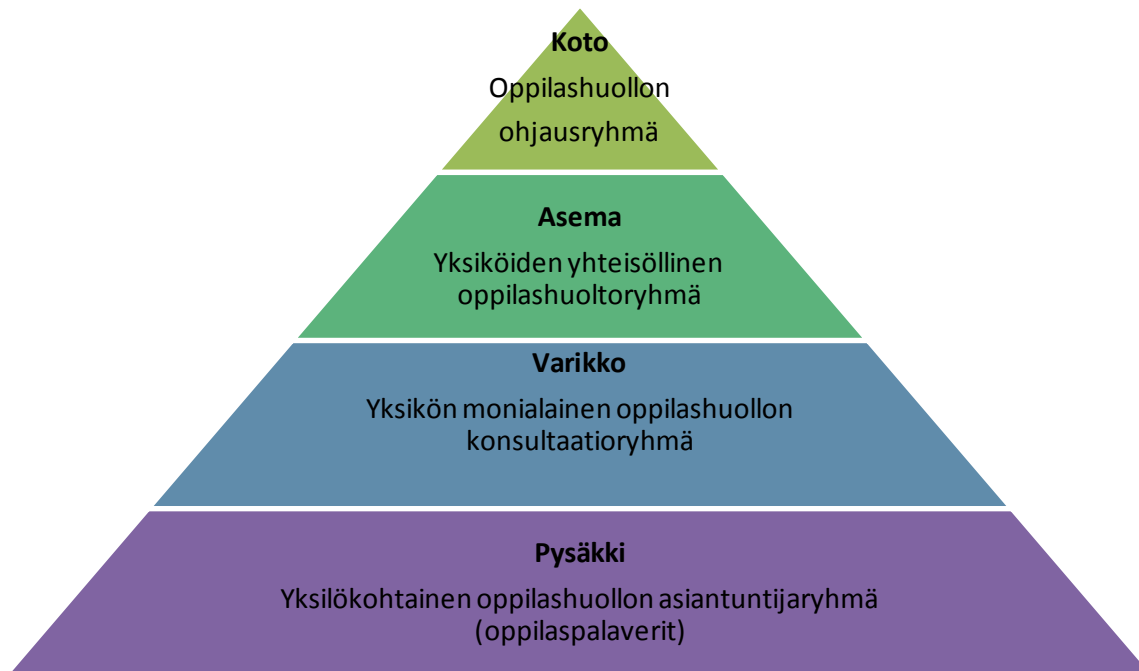 Koto
Oppilashuollon
ohjausryhmä
Asema
Yksiköiden yhteisöllinen
oppilashuoltoryhmä
Varikko
Yksikön monialainen oppilashuollon
konsultaatioryhmä
Pysäkki
Yksilökohtainen oppilashuollon asiantuntijaryhmä
(oppilaspalaverit)